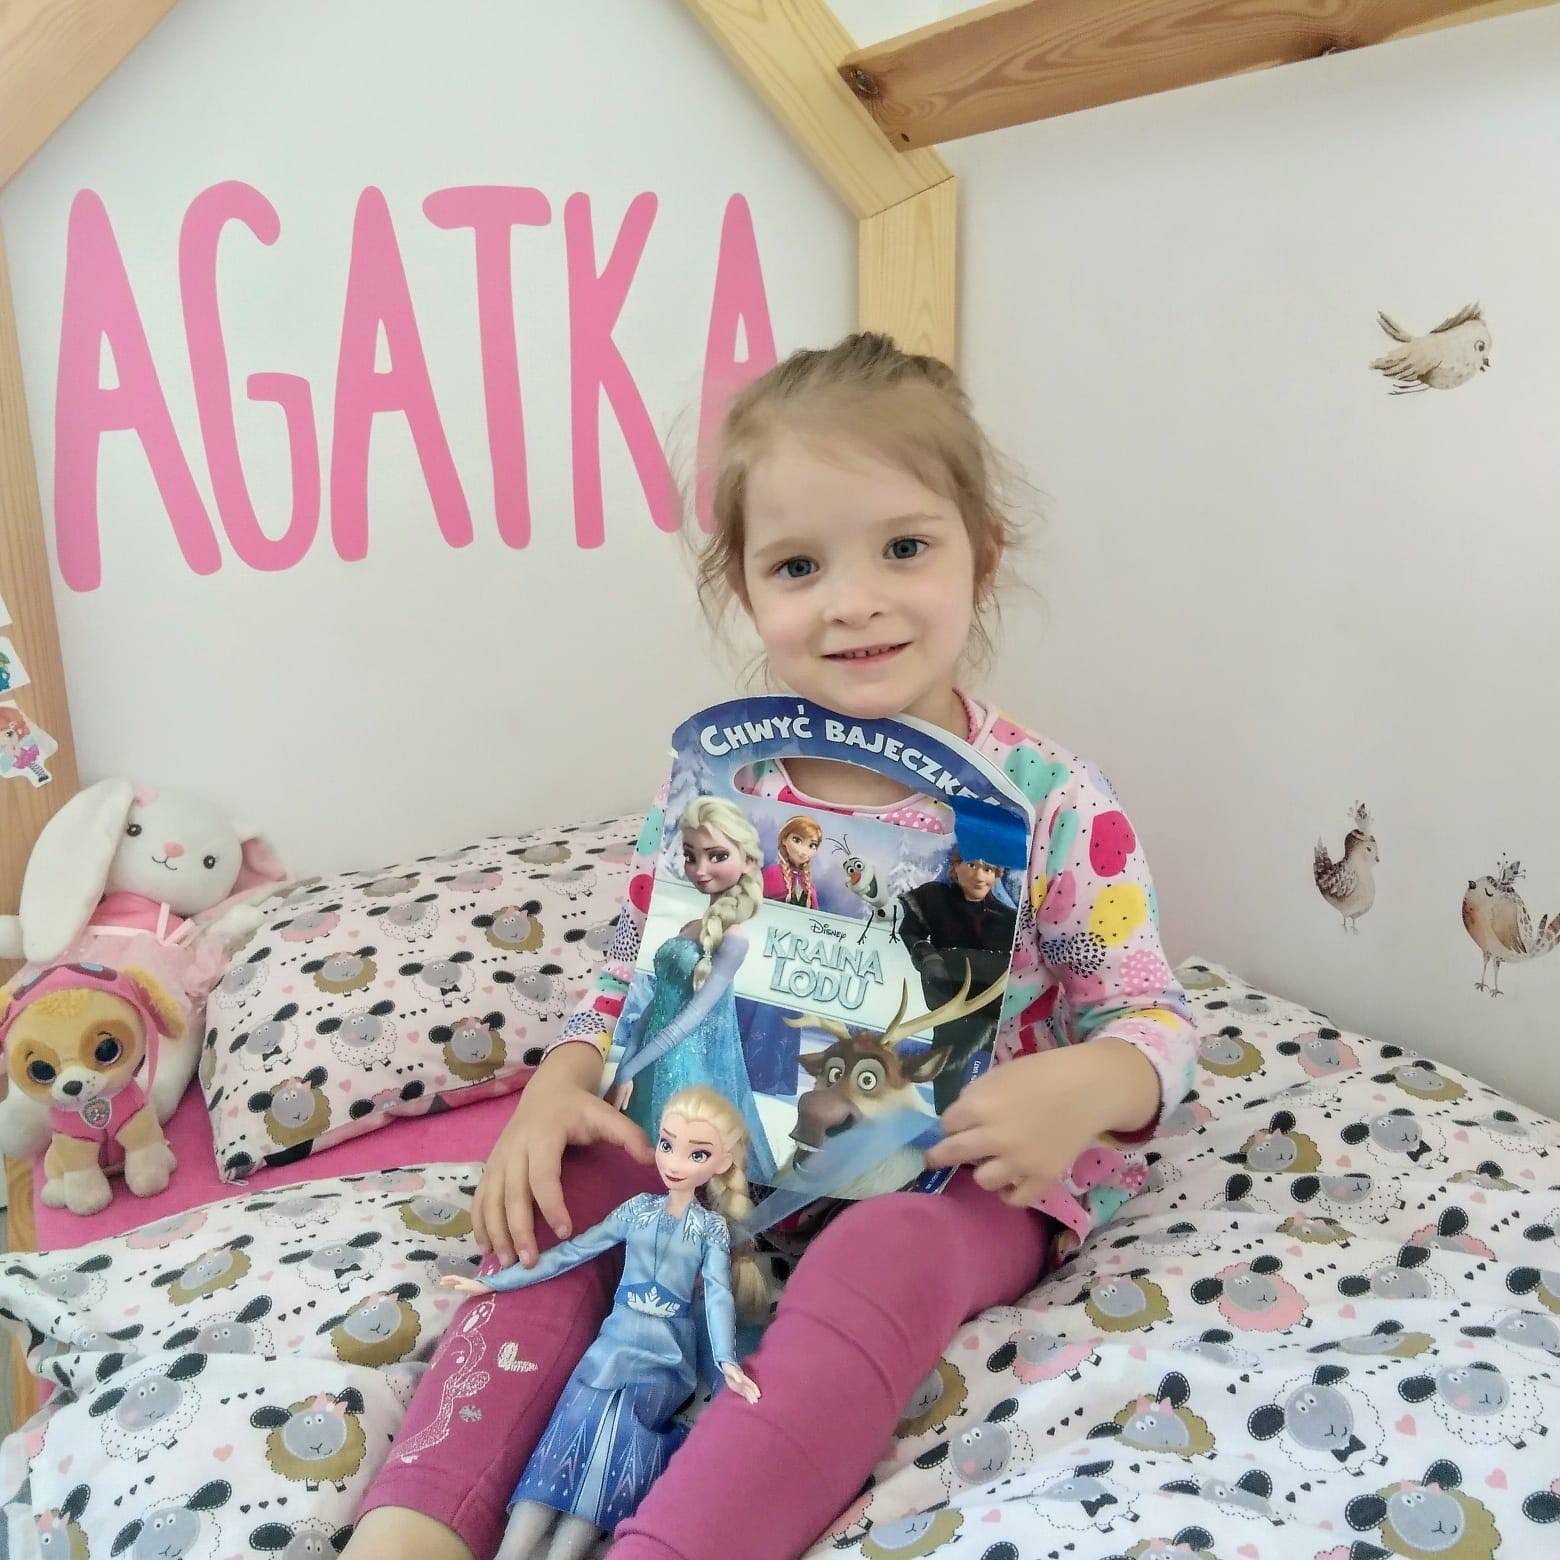 AGATKA
CHWYĆ BAJECZKĘ!
Disney
KRAINA
LODU